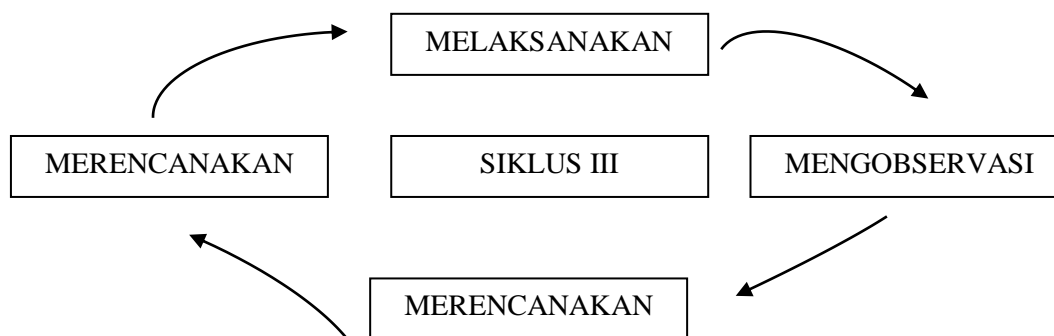 MELAKSANAKAN
MERENCANAKAN
SIKLUS III
MENGOBSERVASI
MERENCANAKAN